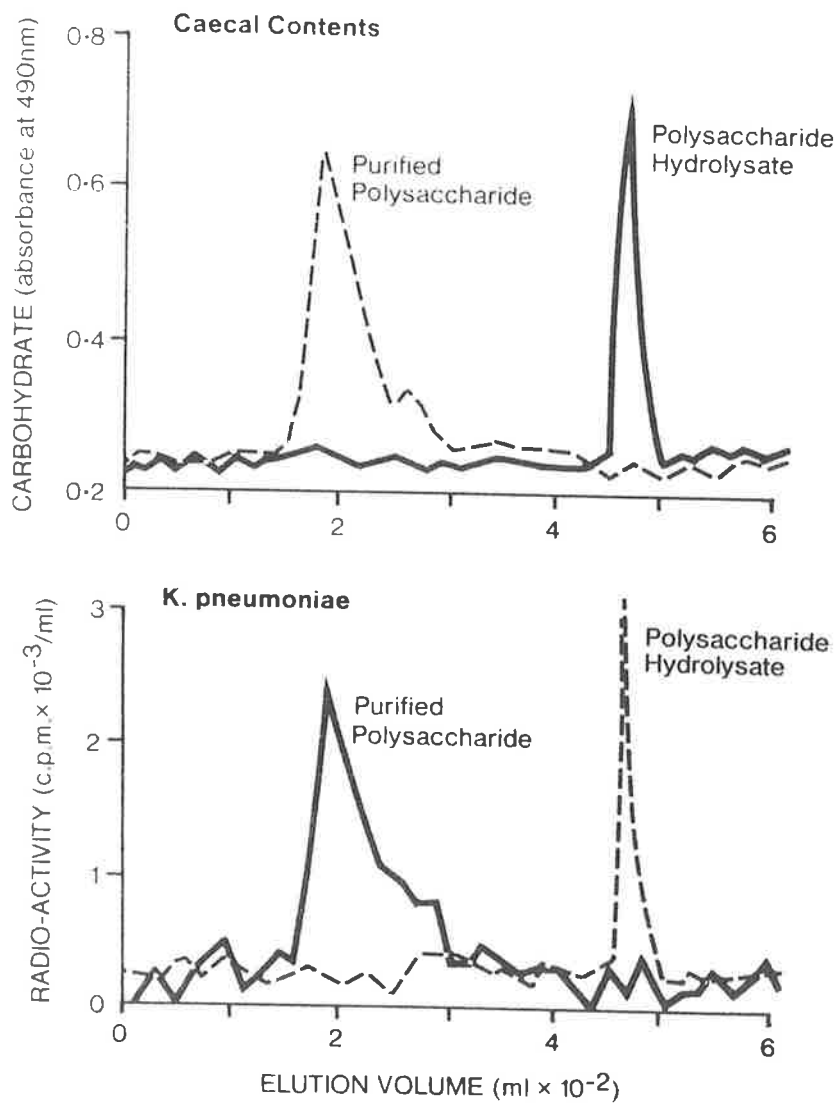 Caecal Contents
CARBOHYDRATE (absorbance at 490nm)
0·8
0·6
0·4
0·2
Purified
Polysaccharide
Polysaccharide
Hydrolysate
0
2
4
6
K. pneumoniae
RADIO-ACTIVITY (c.p.m. × 10⁻³/ml)
3
2
1
0
Purified
Polysaccharide
Polysaccharide
Hydrolysate
0
2
4
6
ELUTION VOLUME (ml × 10⁻²)